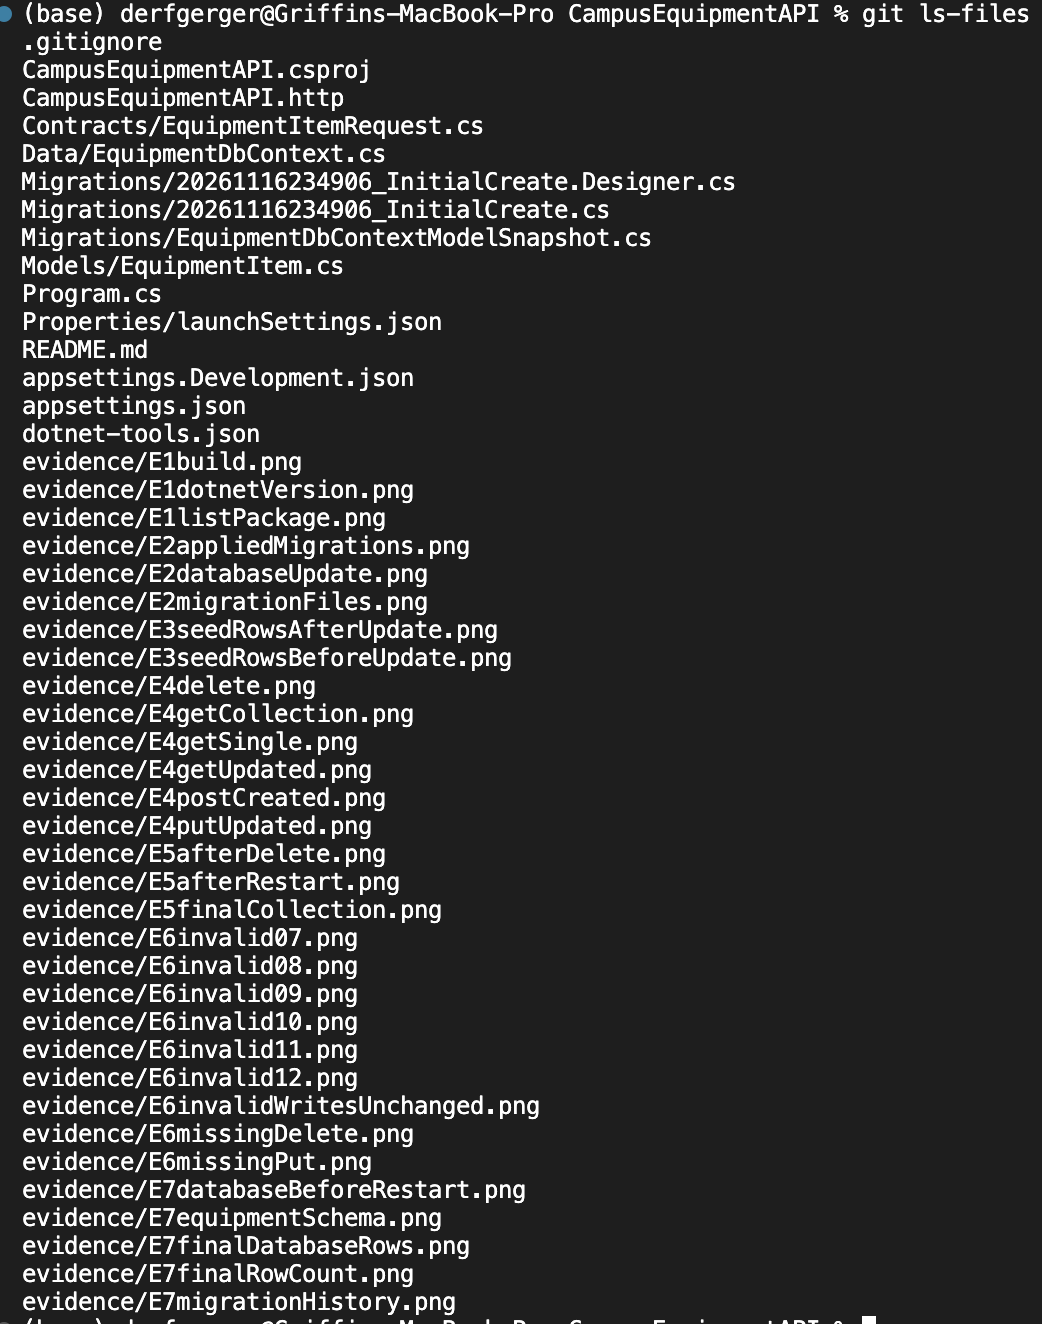 (base) derfgerger@Griffins-MacBook-Pro CampusEquipmentAPI % git ls-files
.gitignore
CampusEquipmentAPI.csproj
CampusEquipmentAPI.http
Contracts/EquipmentItemRequest.cs
Data/EquipmentDbContext.cs
Migrations/20261116234906_InitialCreate.Designer.cs
Migrations/20261116234906_InitialCreate.cs
Migrations/EquipmentDbContextModelSnapshot.cs
Models/EquipmentItem.cs
Program.cs
Properties/launchSettings.json
README.md
appsettings.Development.json
appsettings.json
dotnet-tools.json
evidence/E1build.png
evidence/E1dotnetVersion.png
evidence/E1listPackage.png
evidence/E2appliedMigrations.png
evidence/E2databaseUpdate.png
evidence/E2migrationFiles.png
evidence/E3seedRowsAfterUpdate.png
evidence/E3seedRowsBeforeUpdate.png
evidence/E4delete.png
evidence/E4getCollection.png
evidence/E4getSingle.png
evidence/E4getUpdated.png
evidence/E4postCreated.png
evidence/E4putUpdated.png
evidence/E5afterDelete.png
evidence/E5afterRestart.png
evidence/E5finalCollection.png
evidence/E6invalid07.png
evidence/E6invalid08.png
evidence/E6invalid09.png
evidence/E6invalid10.png
evidence/E6invalid11.png
evidence/E6invalid12.png
evidence/E6invalidWritesUnchanged.png
evidence/E6missingDelete.png
evidence/E6missingPut.png
evidence/E7databaseBeforeRestart.png
evidence/E7equipmentSchema.png
evidence/E7finalDatabaseRows.png
evidence/E7finalRowCount.png
evidence/E7migrationHistory.png
(base) derfgerger@Griffins-MacBook-Pro CampusEquipmentAPI %